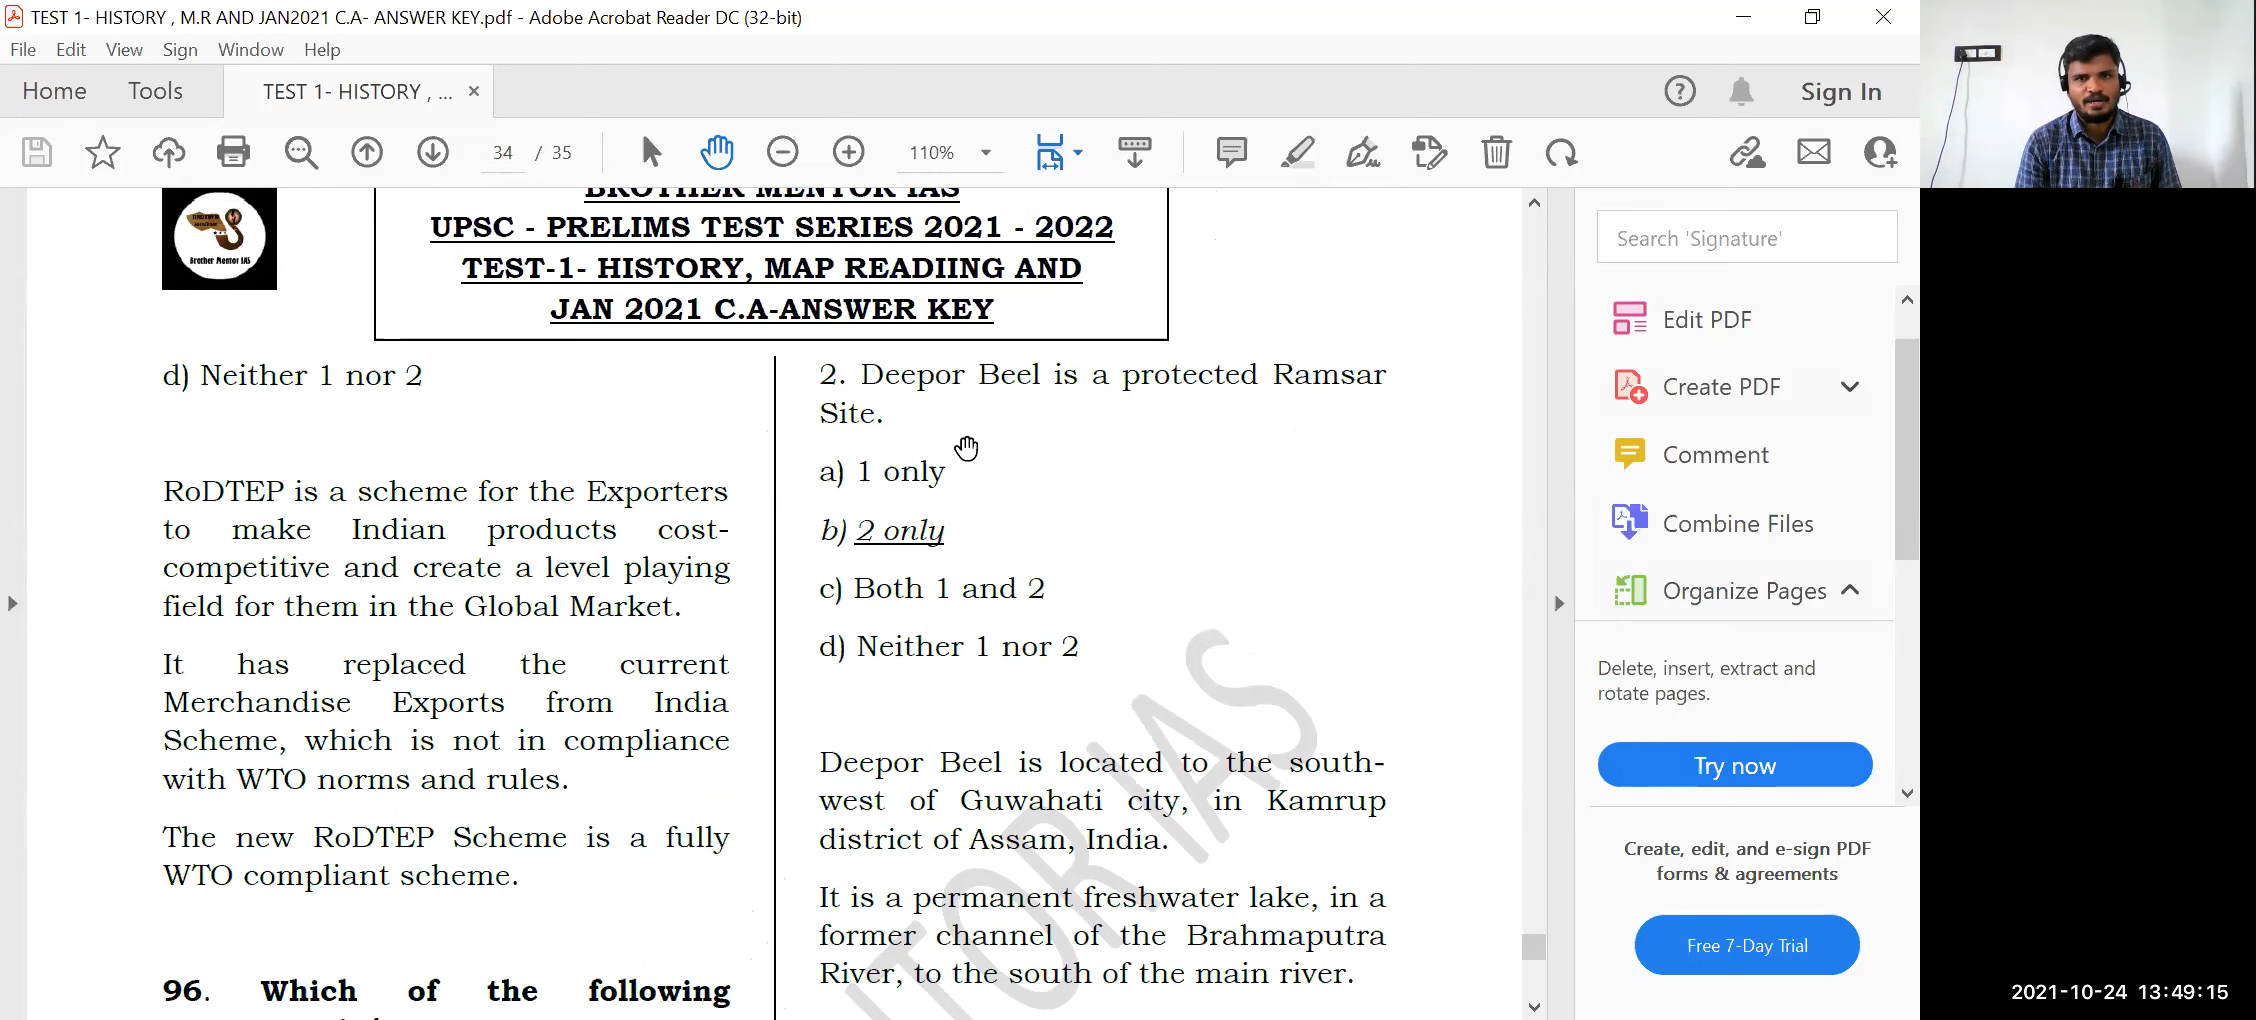 TEST 1- HISTORY , M.R AND JAN2021 C.A- ANSWER KEY.pdf - Adobe Acrobat Reader DC (32-bit)
File Edit View Sign Window Help
Home Tools TEST 1- HISTORY , ... × Sign In
34 / 35 110%
BROTHER MENTOR IAS
UPSC - PRELIMS TEST SERIES 2021 - 2022
TEST-1- HISTORY, MAP READIING AND
JAN 2021 C.A-ANSWER KEY
Brother Mentor IAS
d) Neither 1 nor 2
RoDTEP is a scheme for the Exporters
to make Indian products cost-
competitive and create a level playing
field for them in the Global Market.
It has replaced the current
Merchandise Exports from India
Scheme, which is not in compliance
with WTO norms and rules.
The new RoDTEP Scheme is a fully
WTO compliant scheme.
96. Which of the following
2. Deepor Beel is a protected Ramsar
Site.
a) 1 only
b) 2 only
c) Both 1 and 2
d) Neither 1 nor 2
Deepor Beel is located to the south-
west of Guwahati city, in Kamrup
district of Assam, India.
It is a permanent freshwater lake, in a
former channel of the Brahmaputra
River, to the south of the main river.
TOR IAS
Search 'Signature'
Edit PDF
Create PDF
Comment
Combine Files
Organize Pages
Delete, insert, extract and
rotate pages.
Try now
Create, edit, and e-sign PDF
forms & agreements
Free 7-Day Trial
2021-10-24 13:49:15